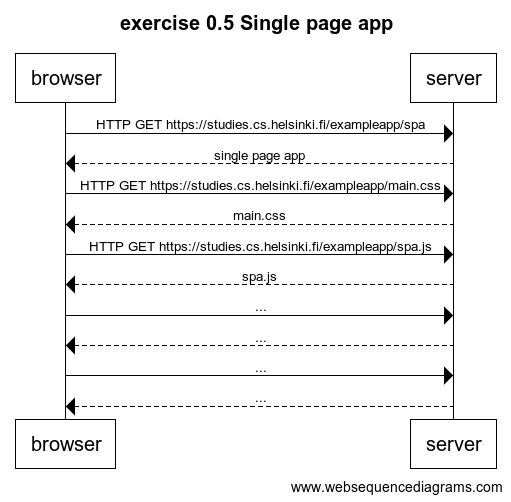 exercise 0.5 Single page app
browser
server
HTTP GET https://studies.cs.helsinki.fi/exampleapp/spa
single page app
HTTP GET https://studies.cs.helsinki.fi/exampleapp/main.css
main.css
HTTP GET https://studies.cs.helsinki.fi/exampleapp/spa.js
spa.js
...
...
...
...
browser
server
www.websequencediagrams.com